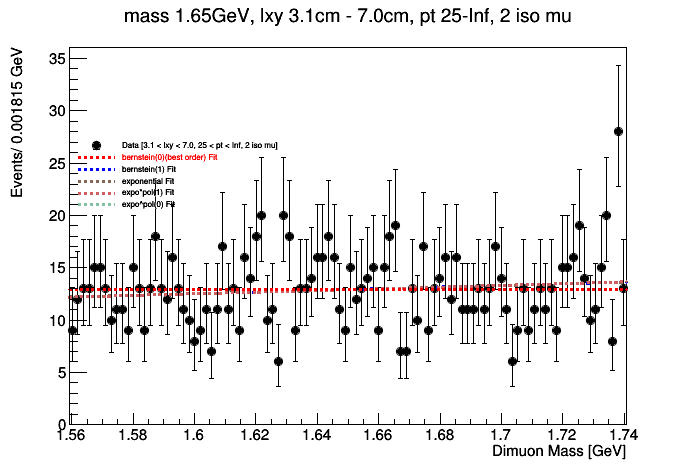 mass 1.65GeV, lxy 3.1cm - 7.0cm, pt 25-Inf, 2 iso mu
Events/ 0.001815 GeV
35
30
25
20
15
10
5
0
Data [3.1 < lxy < 7.0, 25 < pt < Inf, 2 iso mu]
bernstein(0)(best order) Fit
bernstein(1) Fit
exponential Fit
expo*pol(1) Fit
expo^pol(0) Fit
1.56 1.58 1.6 1.62 1.64 1.66 1.68 1.7 1.72 1.74
Dimuon Mass [GeV]